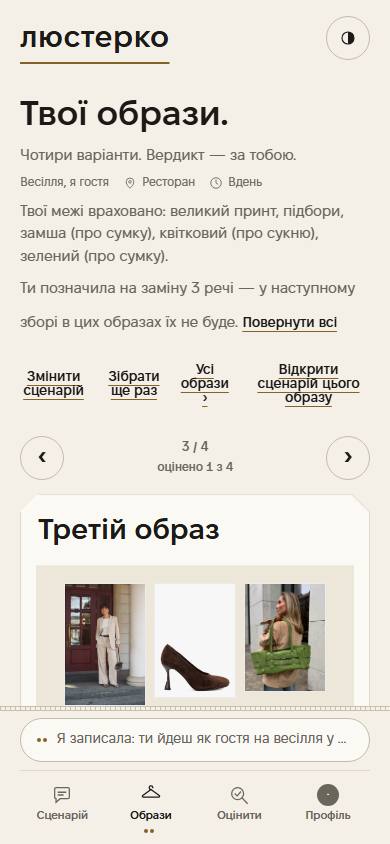 люстерко
Твої образи.
Чотири варіанти. Вердикт — за тобою.
Весілля, я гостя Ресторан Вдень
Твої межі враховано: великий принт, підбори,
замша (про сумку), квітковий (про сукню),
зелений (про сумку).
Ти позначила на заміну 3 речі — у наступному
зборі в цих образах їх не буде. Повернути всі
Змінити
сценарій
Зібрати
ще раз
Усі
образи
›
Відкрити
сценарій цього
образу
‹
3 / 4
оцінено 1 з 4
›
Третій образ
Я записала: ти йдеш як гостя на весілля у ...
Сценарій Образи Оцінити Профіль